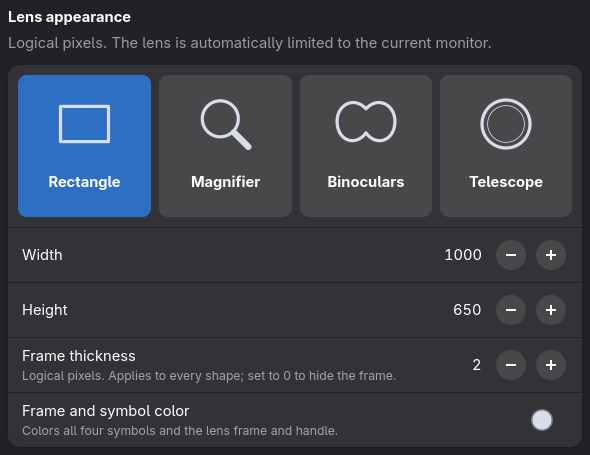 Lens appearance
Logical pixels. The lens is automatically limited to the current monitor.
Rectangle
Magnifier
Binoculars
Telescope
Width
1000
Height
650
Frame thickness
Logical pixels. Applies to every shape; set to 0 to hide the frame.
2
Frame and symbol color
Colors all four symbols and the lens frame and handle.